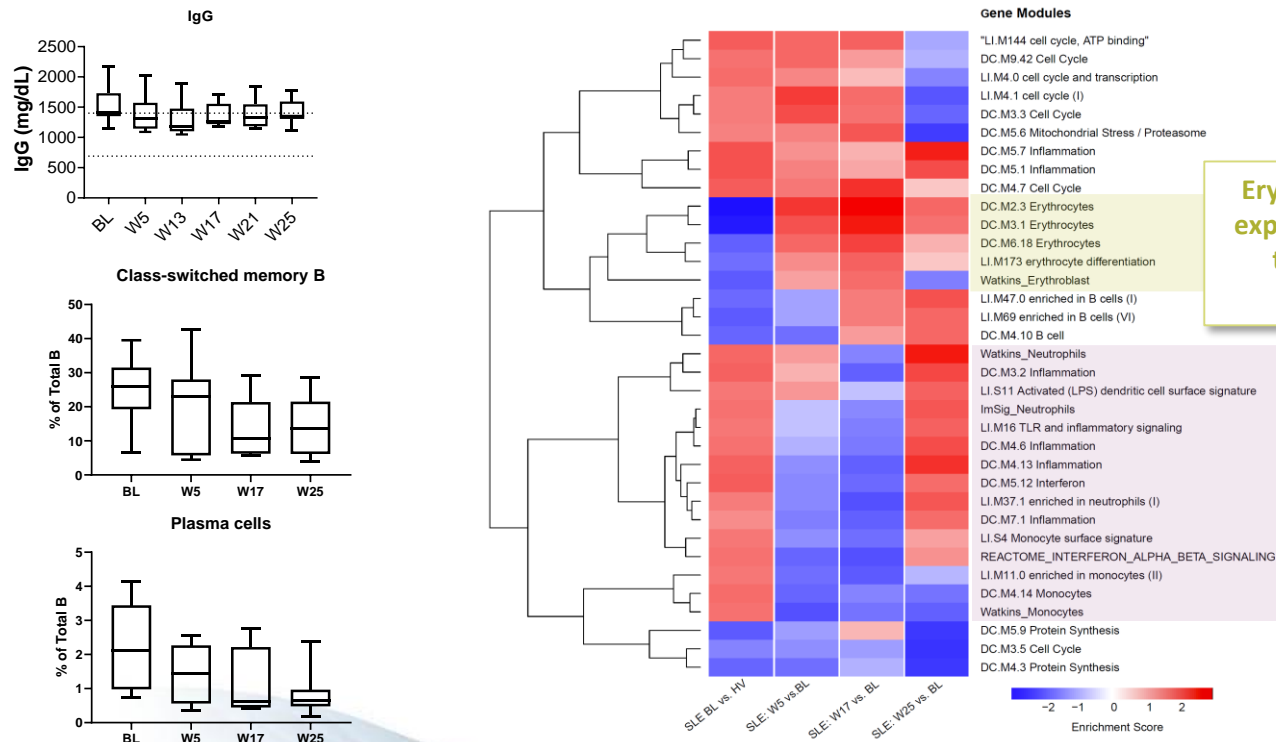 IgG
IgG (mg/dL)
2500
2000
1500
1000
500
0
BL W5 W13 W17 W21 W25
Class-switched memory B
% of Total B
50
40
30
20
10
0
BL W5 W17 W25
Plasma cells
% of Total B
5
4
3
2
1
0
BL W5 W17 W25
Gene Modules
"LI.M144 cell cycle, ATP binding"
DC.M9.42 Cell Cycle
LI.M4.0 cell cycle and transcription
LI.M4.1 cell cycle (I)
DC.M3.3 Cell Cycle
DC.M5.6 Mitochondrial Stress / Proteasome
DC.M5.7 Inflammation
DC.M5.1 Inflammation
DC.M4.7 Cell Cycle
DC.M2.3 Erythrocytes
DC.M3.1 Erythrocytes
DC.M6.18 Erythrocytes
LI.M173 erythrocyte differentiation
Watkins_Erythroblast
LI.M47.0 enriched in B cells (I)
LI.M69 enriched in B cells (VI)
DC.M4.10 B cell
Watkins_Neutrophils
DC.M3.2 Inflammation
LI.S11 Activated (LPS) dendritic cell surface signature
ImSig_Neutrophils
LI.M16 TLR and inflammatory signaling
DC.M4.6 Inflammation
DC.M4.13 Inflammation
DC.M5.12 Interferon
LI.M37.1 enriched in neutrophils (I)
DC.M7.1 Inflammation
LI.S4 Monocyte surface signature
REACTOME_INTERFERON_ALPHA_BETA_SIGNALING
LI.M11.0 enriched in monocytes (II)
DC.M4.14 Monocytes
Watkins_Monocytes
DC.M5.9 Protein Synthesis
DC.M3.5 Cell Cycle
DC.M4.3 Protein Synthesis
SLE BL vs. HV
SLE: W5 vs.BL
SLE: W17 vs. BL
SLE: W25 vs. BL
−2 −1 0 1 2
Enrichment Score
Ery
exp
t